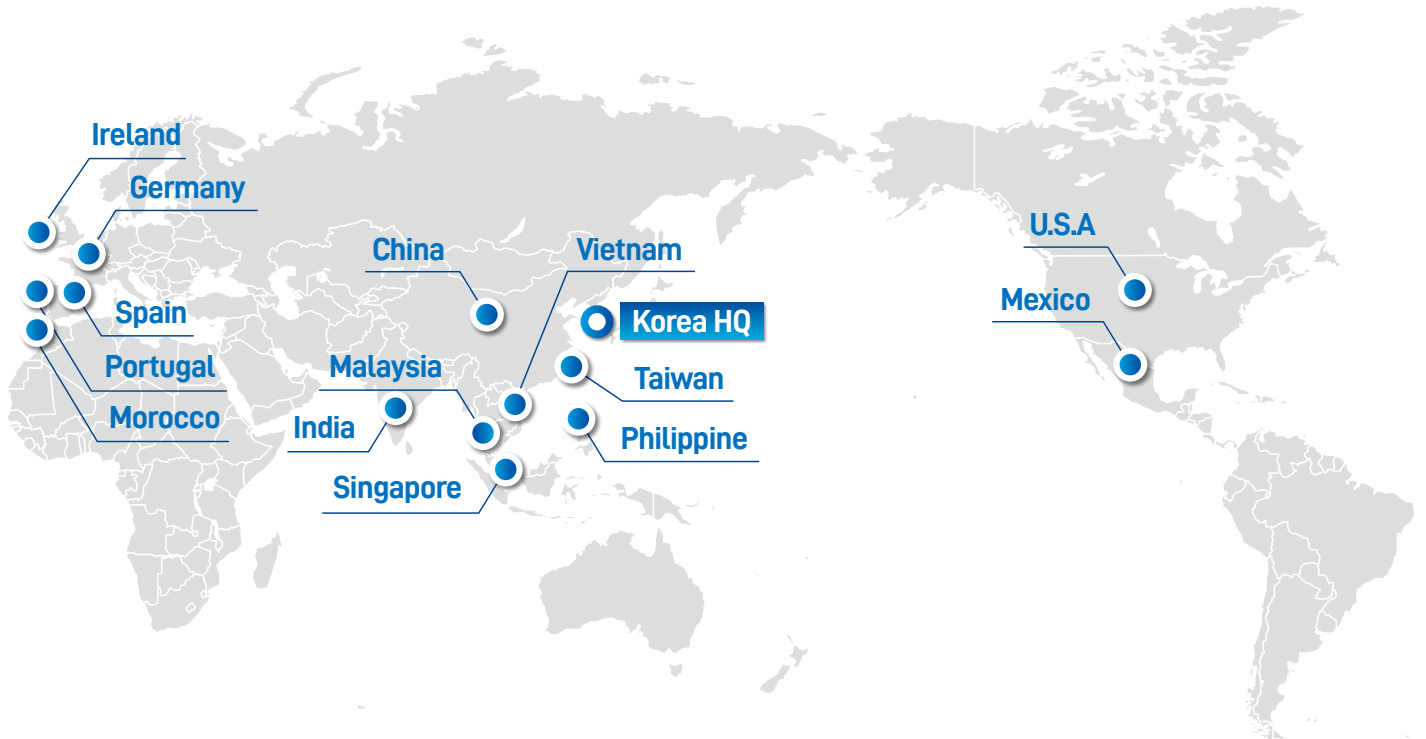 Ireland
Germany
Spain
Portugal
Morocco
China
Vietnam
Korea HQ
Malaysia
Taiwan
India
Philippine
Singapore
U.S.A
Mexico